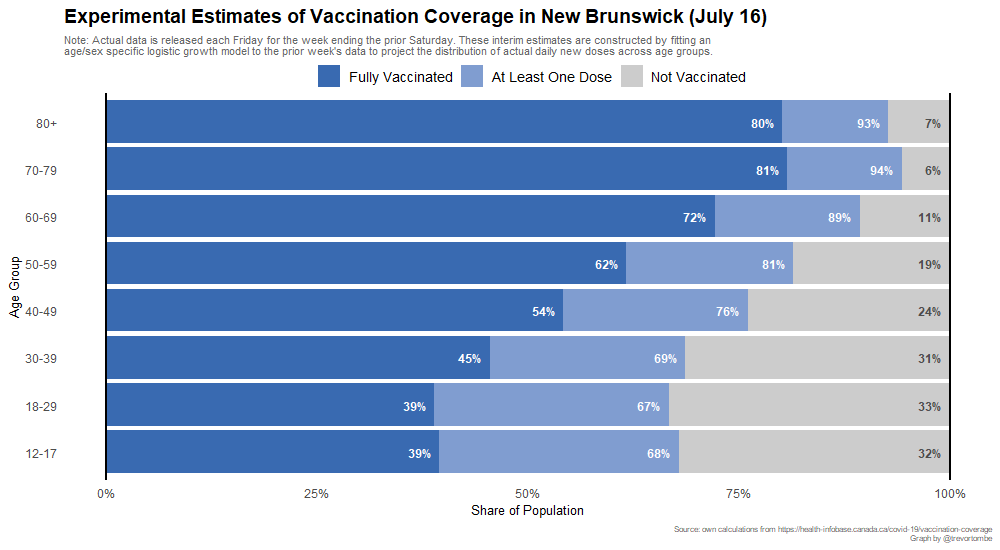 Experimental Estimates of Vaccination Coverage in New Brunswick (July 16)
Note: Actual data is released each Friday for the week ending the prior Saturday. These interim estimates are constructed by fitting an
age/sex specific logistic growth model to the prior week's data to project the distribution of actual daily new doses across age groups.
Fully Vaccinated At Least One Dose Not Vaccinated
80+ 80% 93% 7%
70-79 81% 94% 6%
60-69 72% 89% 11%
50-59 62% 81% 19%
Age Group
40-49 54% 76% 24%
30-39 45% 69% 31%
18-29 39% 67% 33%
12-17 39% 68% 32%
0% 25% 50% 75% 100%
Share of Population
Source: own calculations from https://health-infobase.canada.ca/covid-19/vaccination-coverage
Graph by @trevortombe